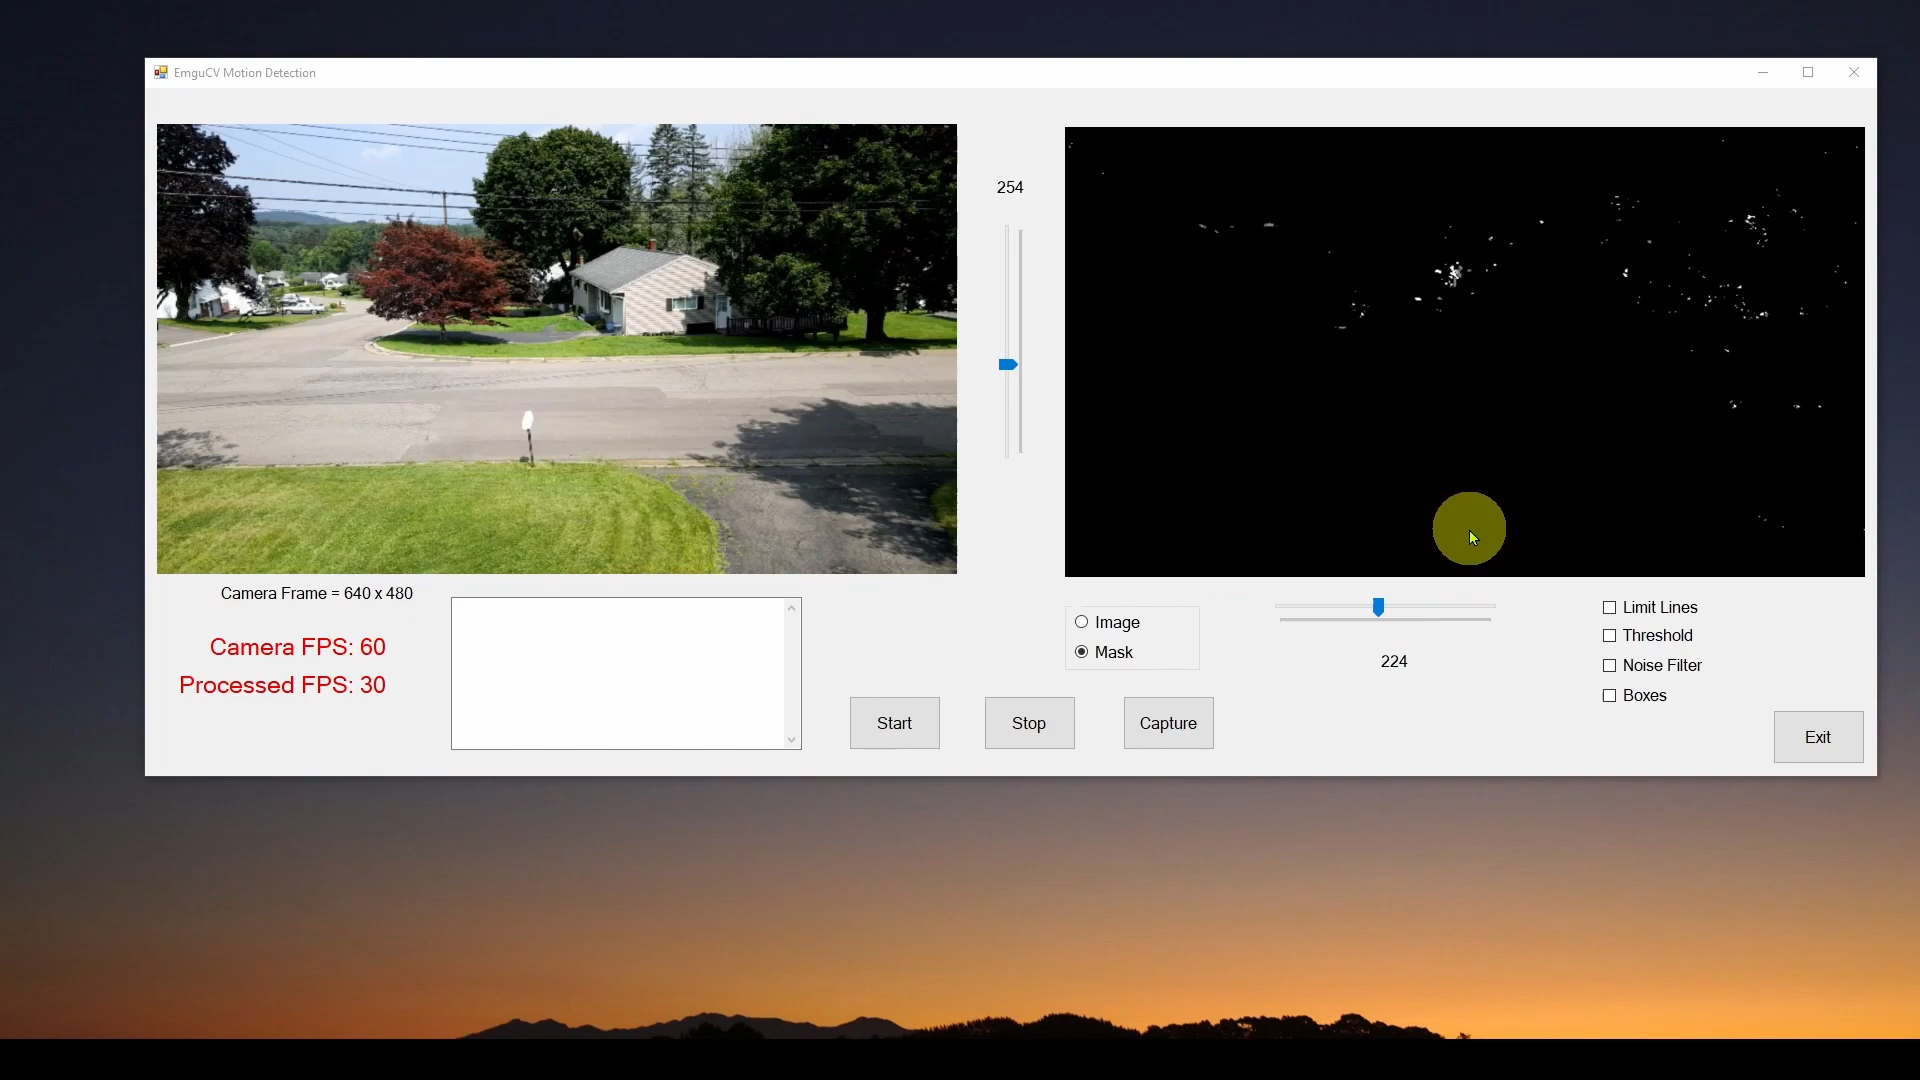 EmguCV Motion Detection
254
Camera Frame = 640 x 480
Camera FPS: 60
Processed FPS: 30
Image
Mask
224
Limit Lines
Threshold
Noise Filter
Boxes
Start
Stop
Capture
Exit